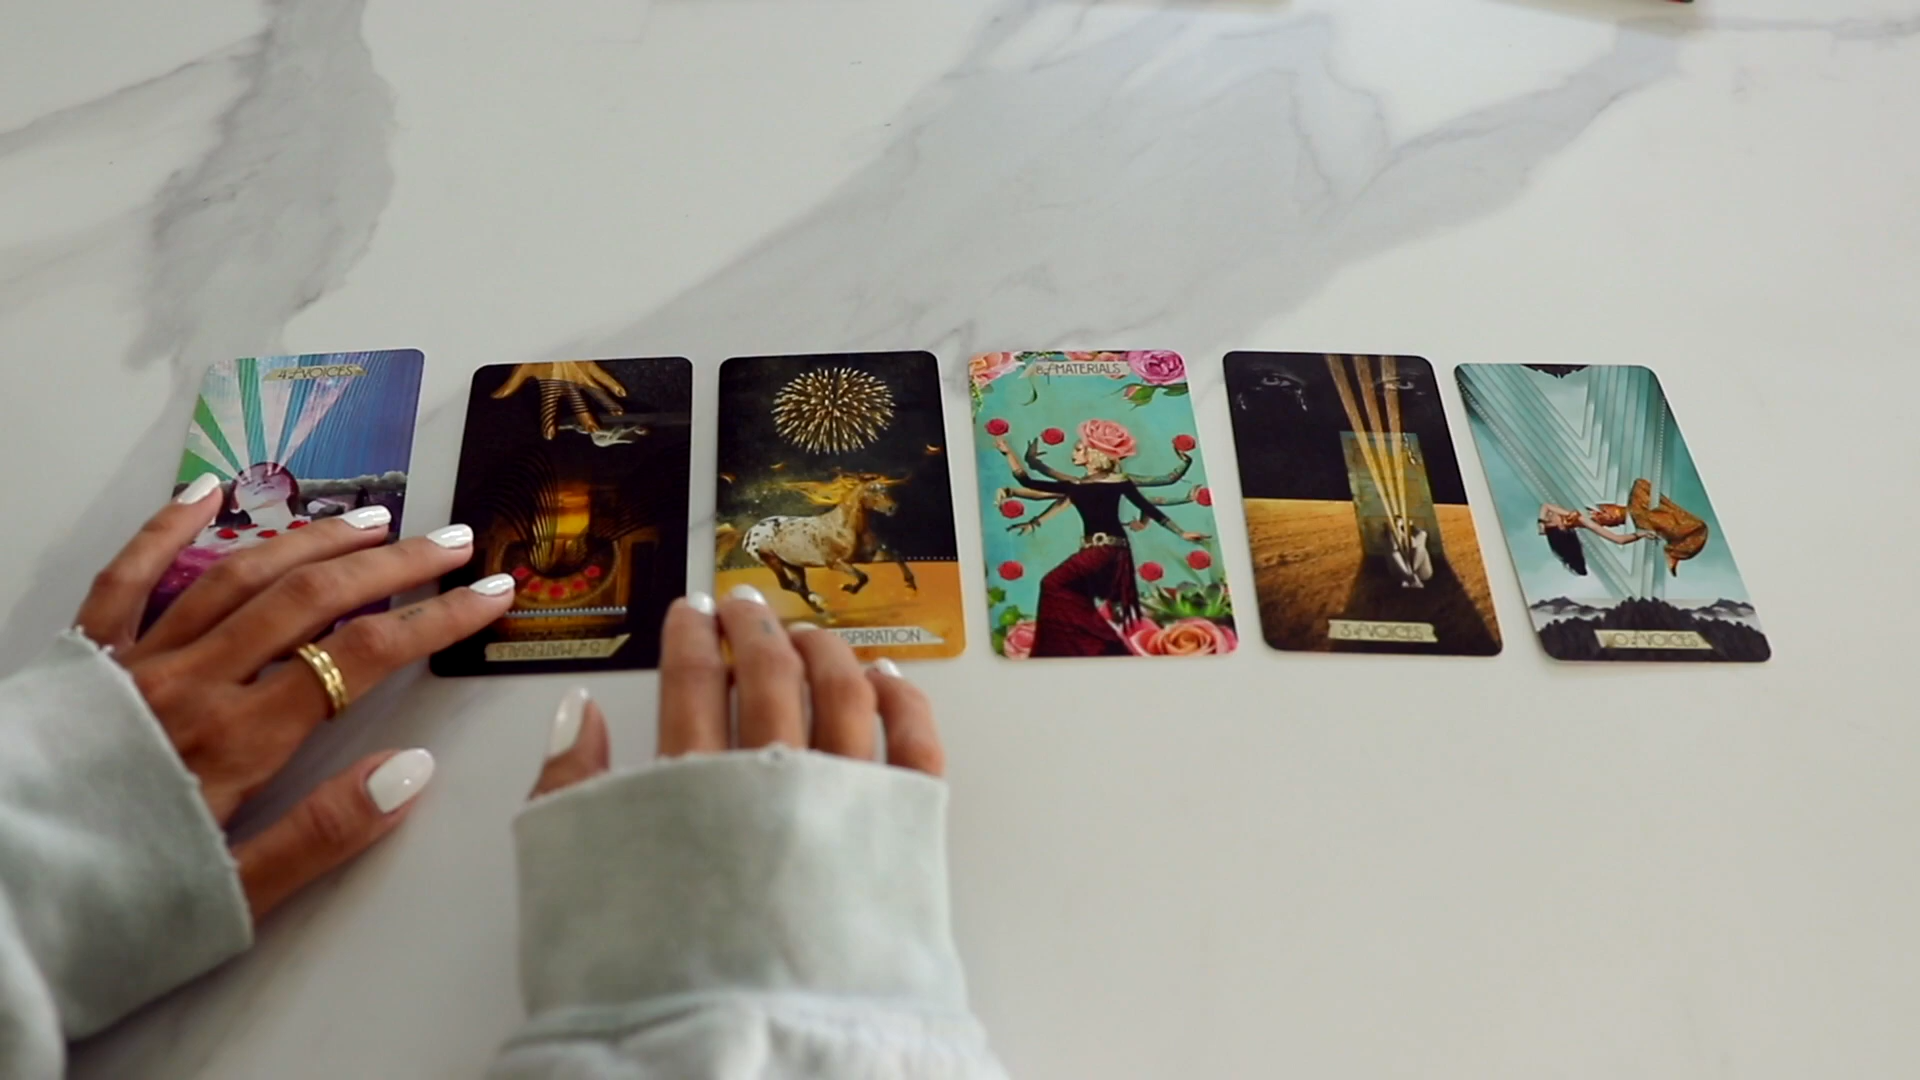 4 of VOICES
5 of MATERIALS
INSPIRATION
8 of MATERIALS
3 of VOICES
10 of VOICES